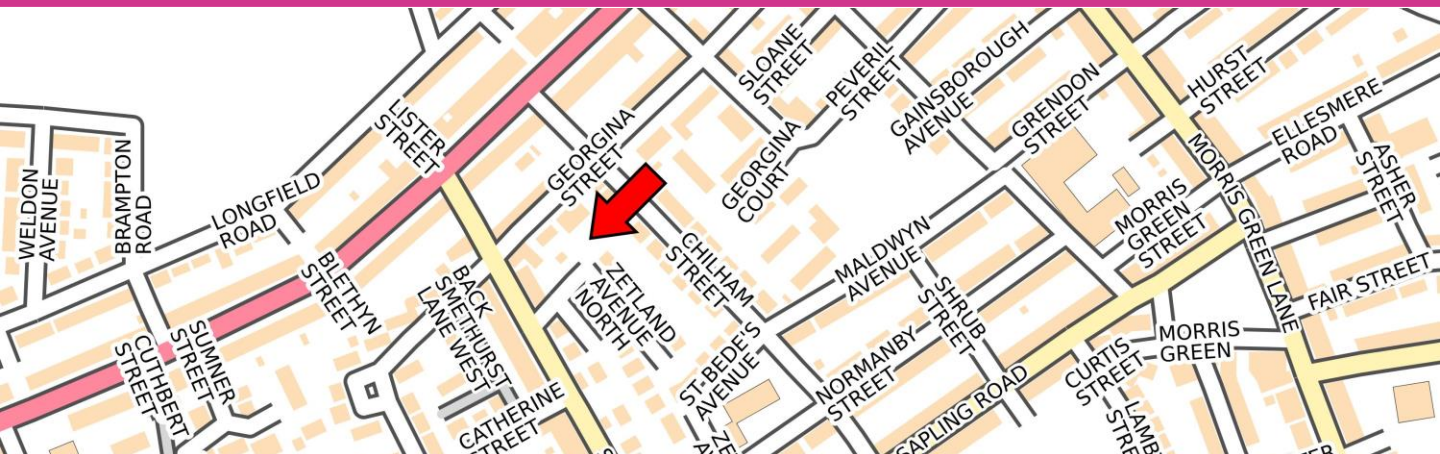 SLOANE
STREET
PEVERIL
STREET
GAINSBOROUGH
AVENUE
GRENDON
STREET
HURST
STREET
ELLESMERE
ROAD
ASHER
STREET
LISTER
STREET
GEORGINA
STREET
GEORGINA
COURT
MORRIS GREEN LANE
MORRIS
GREEN
STREET
WELDON
AVENUE
BRAMPTON
ROAD
LONGFIELD
ROAD
BLETHYN
STREET
BACK
SMETHURST
LANE WEST
ZETLAND
AVENUE
NORTH
CHILHAM
STREET
MALDWYN
AVENUE
SHRUB
STREET
FAIR STREET
MORRIS
GREEN
CURTIS
STREET
CUTHBERT
STREET
SUMNER
STREET
CATHERINE
STREET
ST-BEDE'S
AVENUE
NORMANBY
STREET
SAPLING ROAD
LAMB
STRE